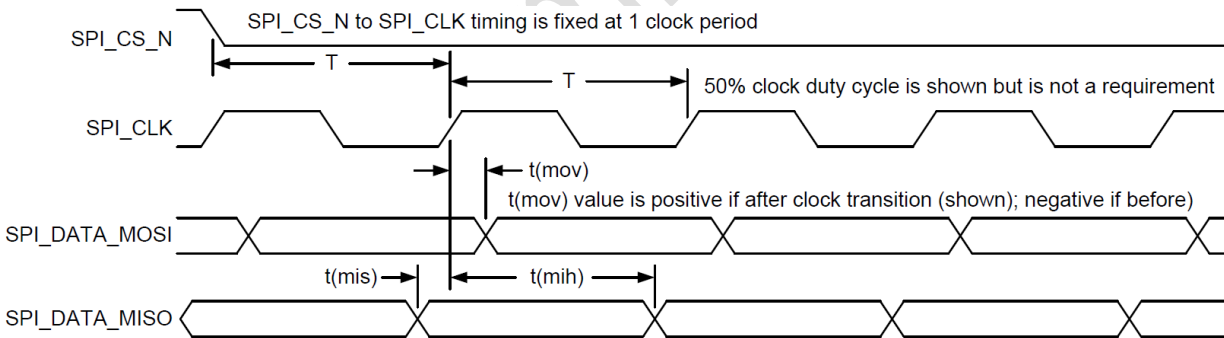 SPI_CS_N
SPI_CS_N to SPI_CLK timing is fixed at 1 clock period
T
T
50% clock duty cycle is shown but is not a requirement
SPI_CLK
t(mov)
t(mov) value is positive if after clock transition (shown); negative if before)
SPI_DATA_MOSI
t(mis)
t(mih)
SPI_DATA_MISO